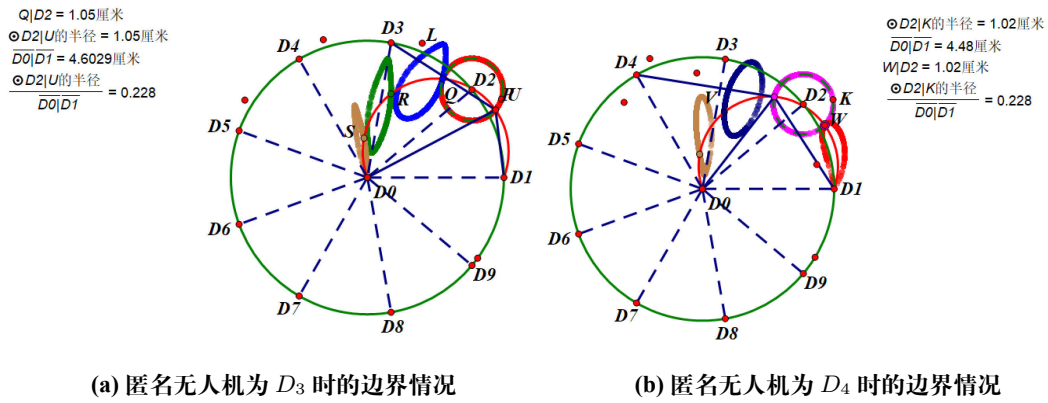 Q|D2 = 1.05厘米
⊙D2|U的半径 = 1.05厘米
D0|D1 = 4.6029厘米
⊙D2|U的半径 / D0|D1 = 0.228
D3
L
D4
D2
Q
U
R
S
D5
D0
D1
D6
D9
D7
D8
⊙D2|K的半径 = 1.02厘米
D0|D1 = 4.48厘米
W|D2 = 1.02厘米
⊙D2|K的半径 / D0|D1 = 0.228
D3
D4
V
D2
K
W
D5
D0
D1
D6
D9
D7
D8
(a) 匿名无人机为 D3 时的边界情况
(b) 匿名无人机为 D4 时的边界情况